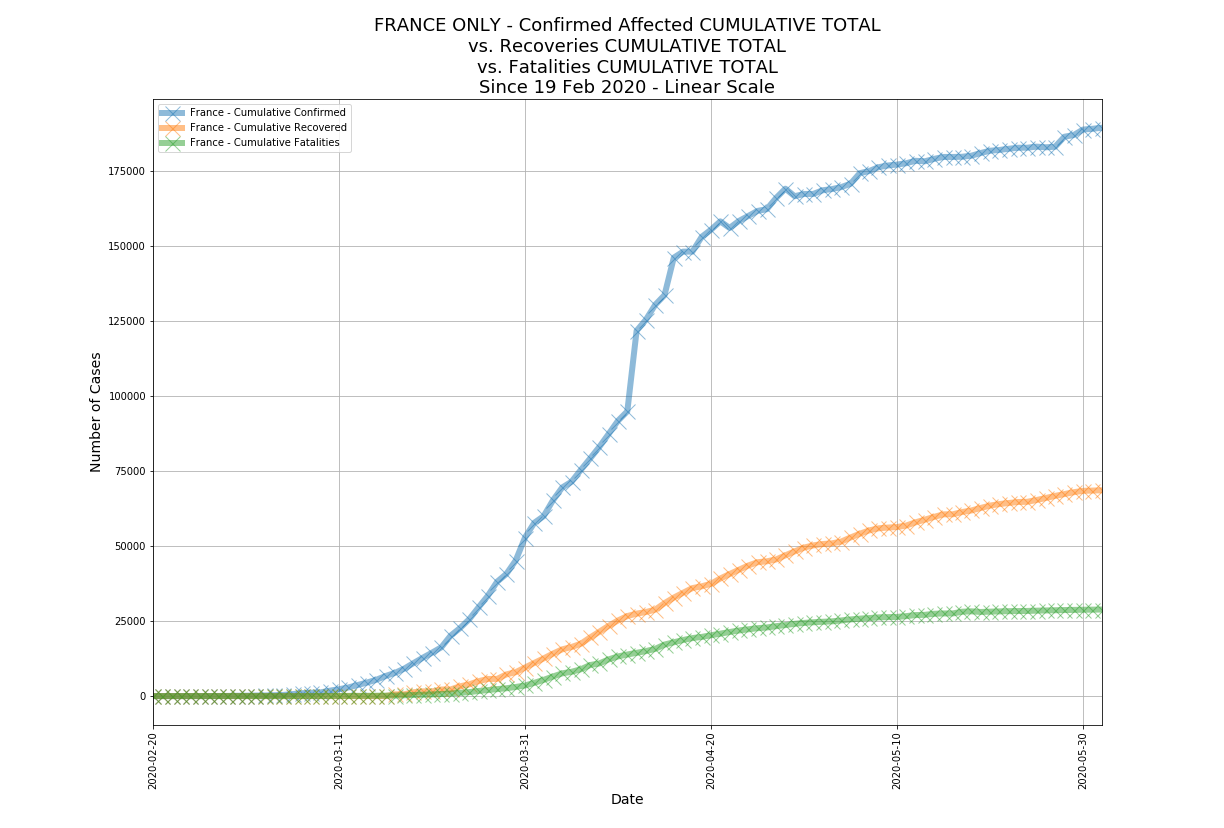 FRANCE ONLY - Confirmed Affected CUMULATIVE TOTAL
vs. Recoveries CUMULATIVE TOTAL
vs. Fatalities CUMULATIVE TOTAL
Since 19 Feb 2020 - Linear Scale
France - Cumulative Confirmed
France - Cumulative Recovered
France - Cumulative Fatalities
Number of Cases
175000
150000
125000
100000
75000
50000
25000
0
2020-02-20
2020-03-11
2020-03-31
2020-04-20
2020-05-10
2020-05-30
Date